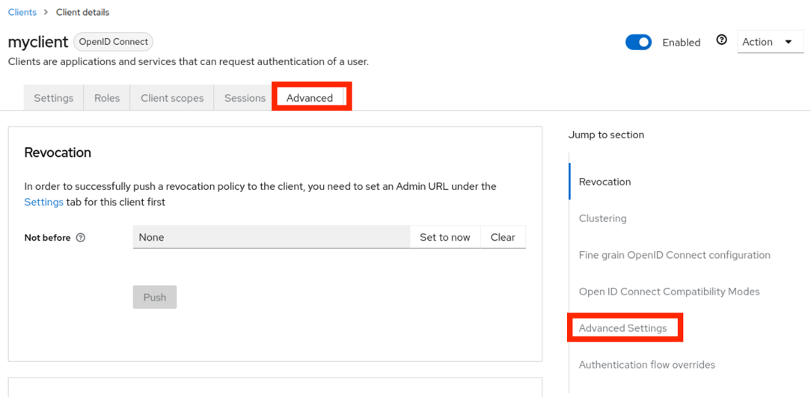 Clients > Client details
myclient OpenID Connect
Enabled Action
Clients are applications and services that can request authentication of a user.
Settings Roles Client scopes Sessions Advanced
Revocation
In order to successfully push a revocation policy to the client, you need to set an Admin URL under the
Settings tab for this client first
Not before None Set to now Clear
Push
Jump to section
Revocation
Clustering
Fine grain OpenID Connect configuration
Open ID Connect Compatibility Modes
Advanced Settings
Authentication flow overrides